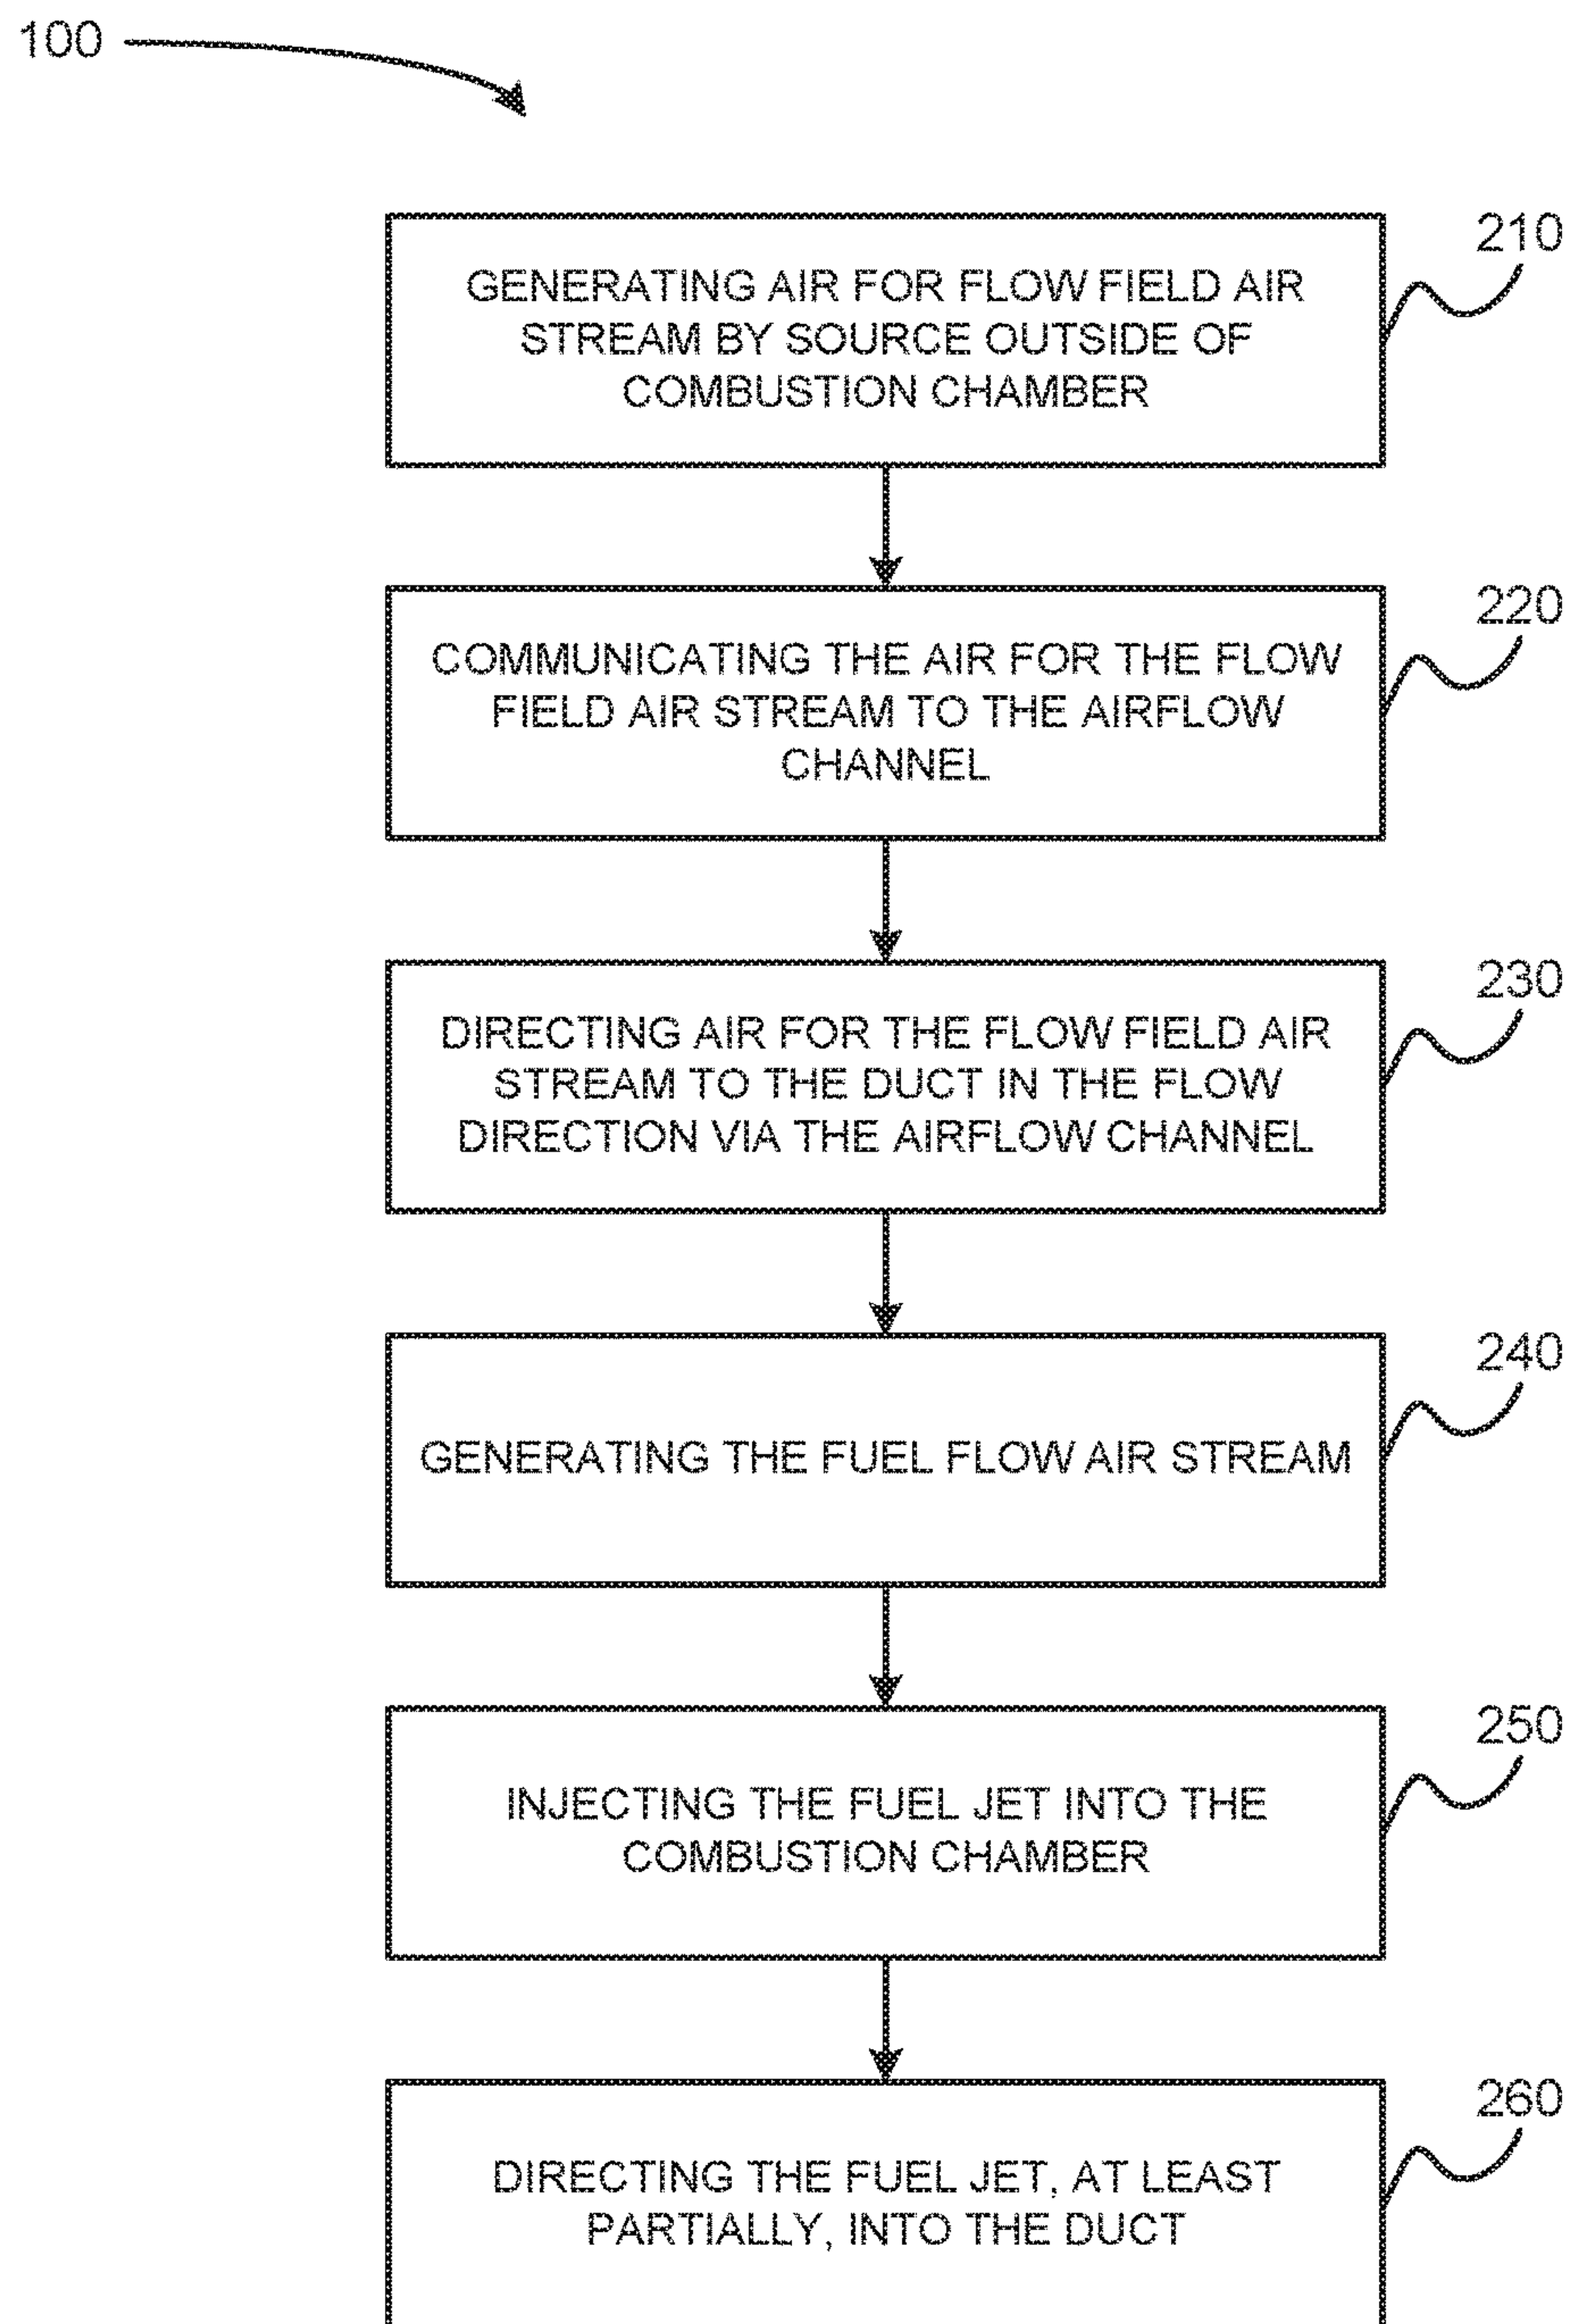 100
210
GENERATING AIR FOR FLOW FIELD AIR
STREAM BY SOURCE OUTSIDE OF
COMBUSTION CHAMBER
220
COMMUNICATING THE AIR FOR THE FLOW
FIELD AIR STREAM TO THE AIRFLOW
CHANNEL
230
DIRECTING AIR FOR THE FLOW FIELD AIR
STREAM TO THE DUCT IN THE FLOW
DIRECTION VIA THE AIRFLOW CHANNEL
240
GENERATING THE FUEL FLOW AIR STREAM
250
INJECTING THE FUEL JET INTO THE
COMBUSTION CHAMBER
260
DIRECTING THE FUEL JET, AT LEAST
PARTIALLY, INTO THE DUCT